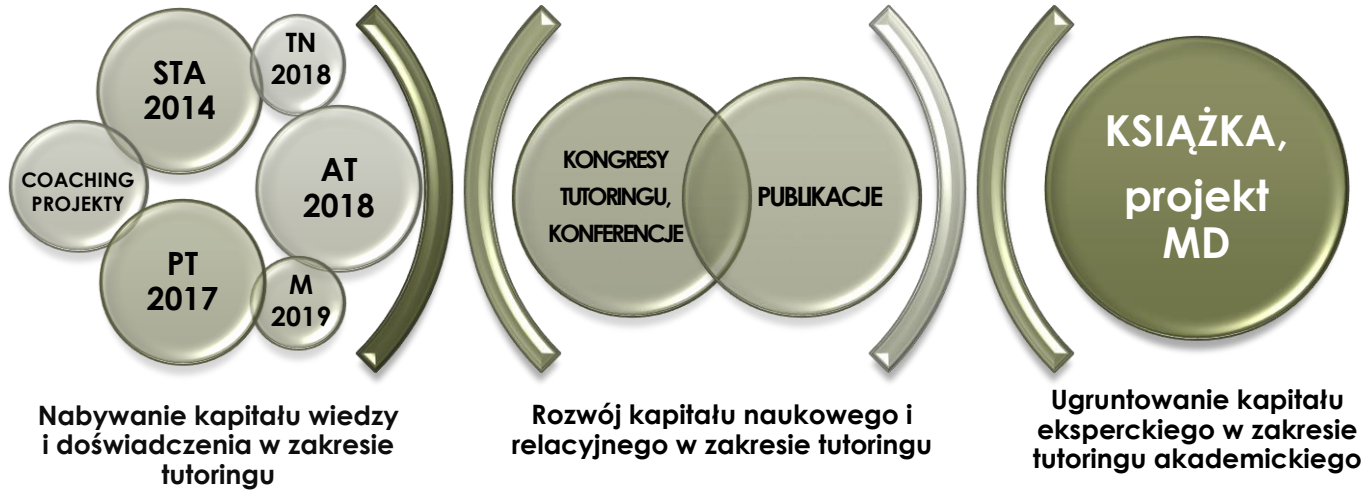 STA
2014
TN
2018
COACHING
PROJEKTY
AT
2018
PT
2017
M
2019
Nabywanie kapitału wiedzy
i doświadczenia w zakresie
tutoringu
KONGRESY
TUTORINGU,
KONFERENCJE
PUBLIKACJE
Rozwój kapitału naukowego i
relacyjnego w zakresie tutoringu
KSIĄŻKA,
projekt
MD
Ugruntowanie kapitału
eksperckiego w zakresie
tutoringu akademickiego